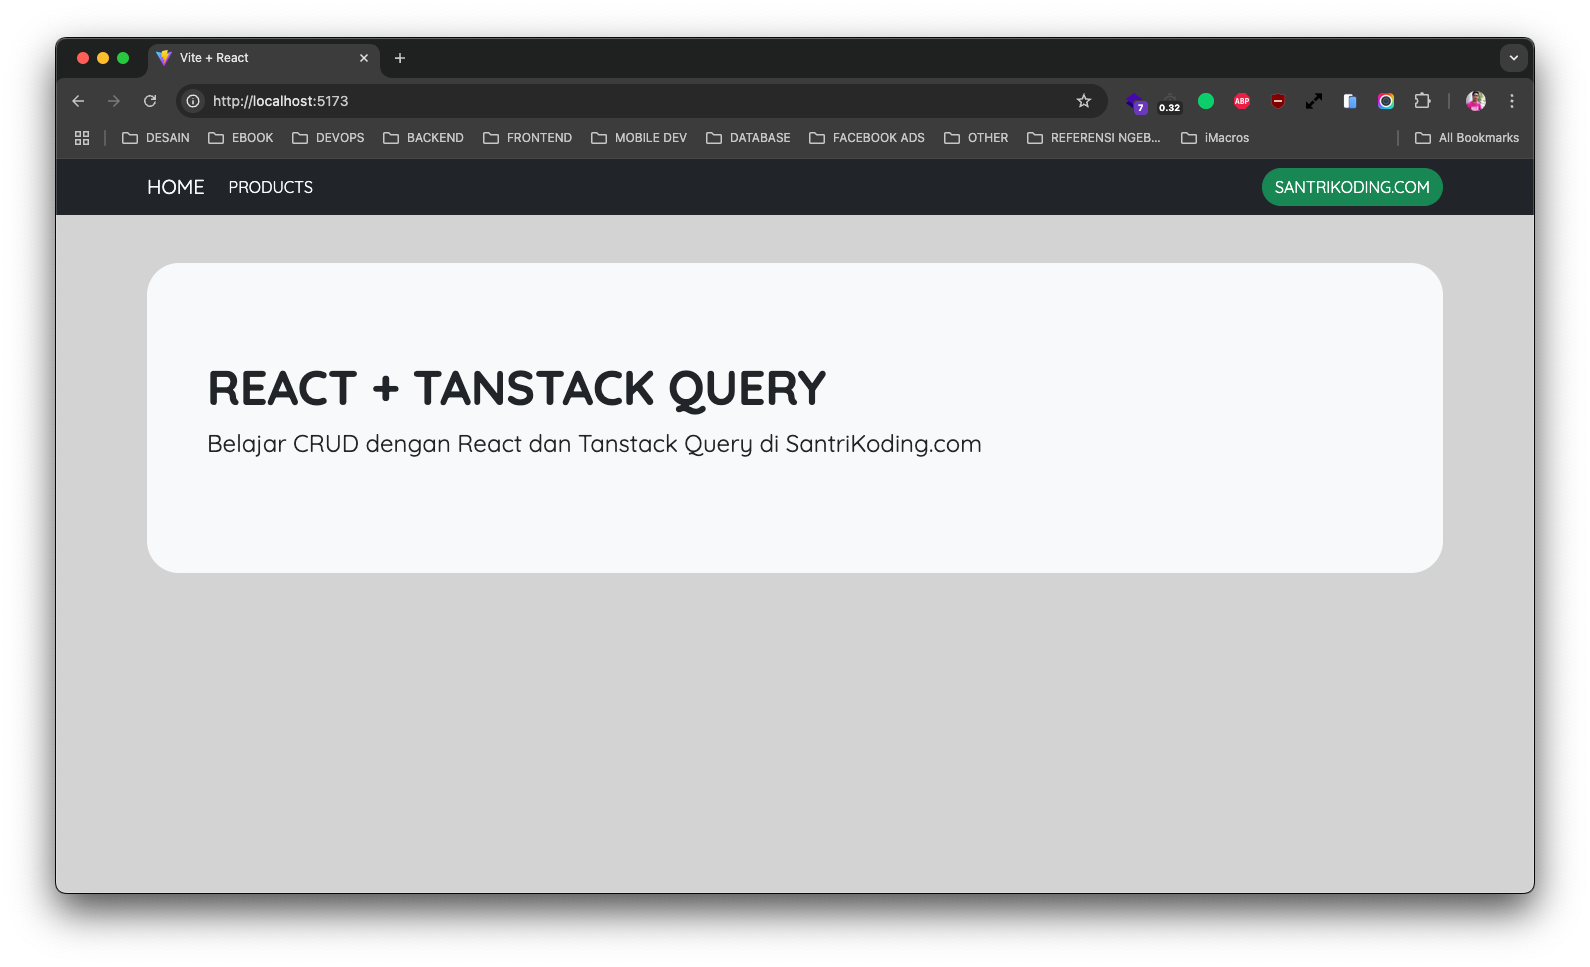 Vite + React
http://localhost:5173
7
0.32
ABP
DESAIN
EBOOK
DEVOPS
BACKEND
FRONTEND
MOBILE DEV
DATABASE
FACEBOOK ADS
OTHER
REFERENSI NGEB...
iMacros
All Bookmarks
HOME
PRODUCTS
SANTRIKODING.COM
REACT + TANSTACK QUERY
Belajar CRUD dengan React dan Tanstack Query di SantriKoding.com